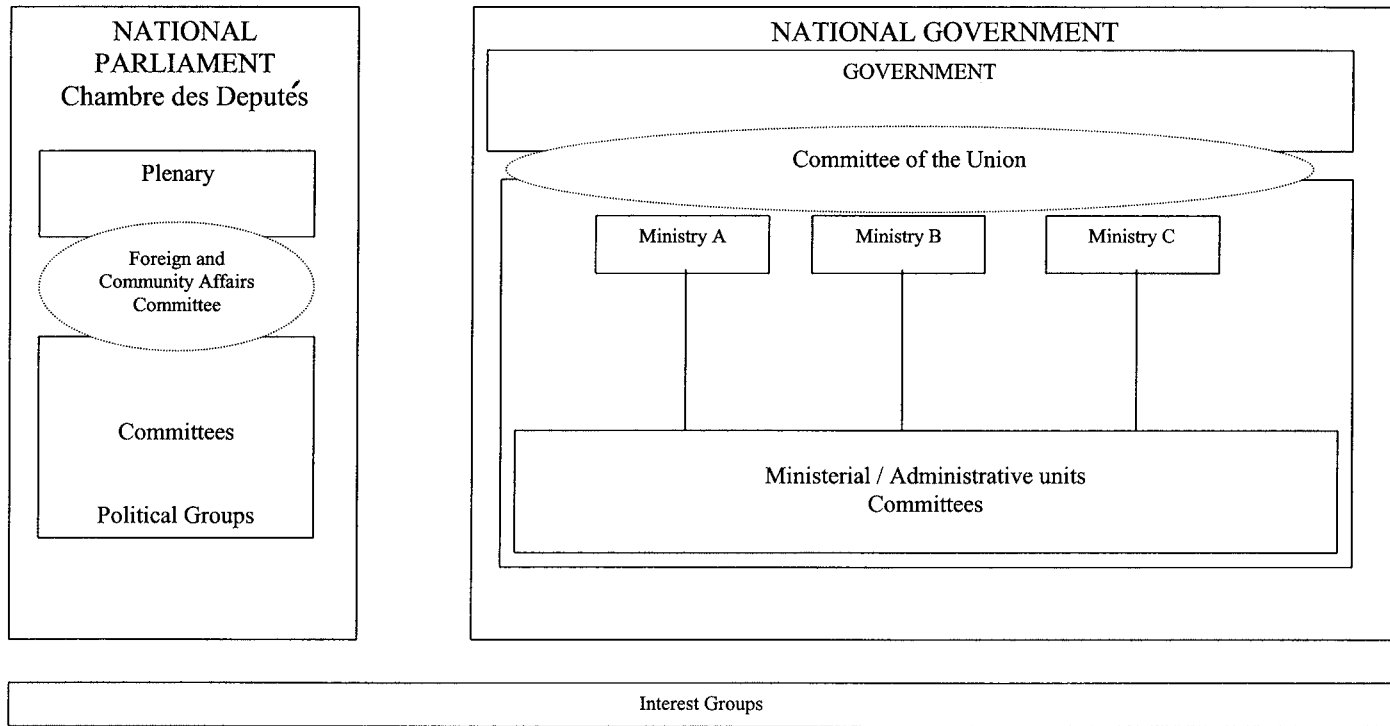 NATIONAL
PARLIAMENT
Chambre des Deputés
Plenary
Foreign and
Community Affairs
Committee
Committees
Political Groups
NATIONAL GOVERNMENT
GOVERNMENT
Committee of the Union
Ministry A
Ministry B
Ministry C
Ministerial / Administrative units
Committees
Interest Groups